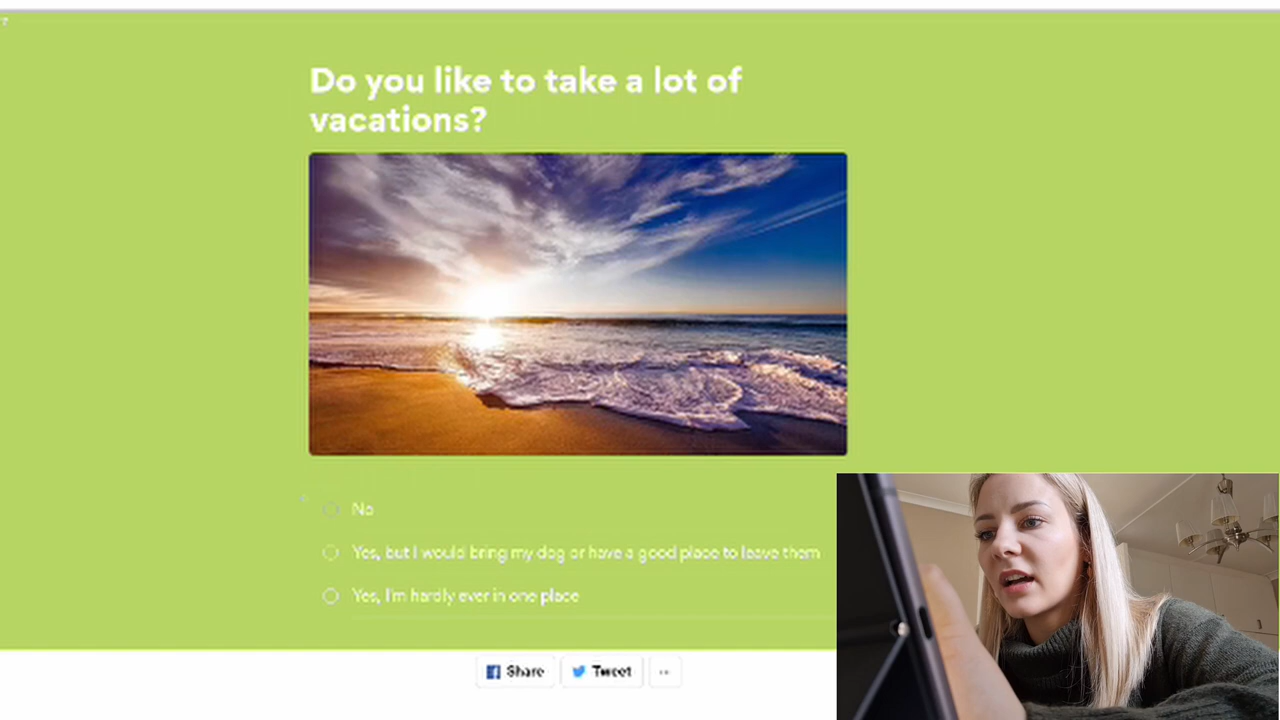 Do you like to take a lot of
vacations?
No
Yes, but I would bring my dog or have a good place to leave them
Yes, I'm hardly ever in one place
Share
Tweet